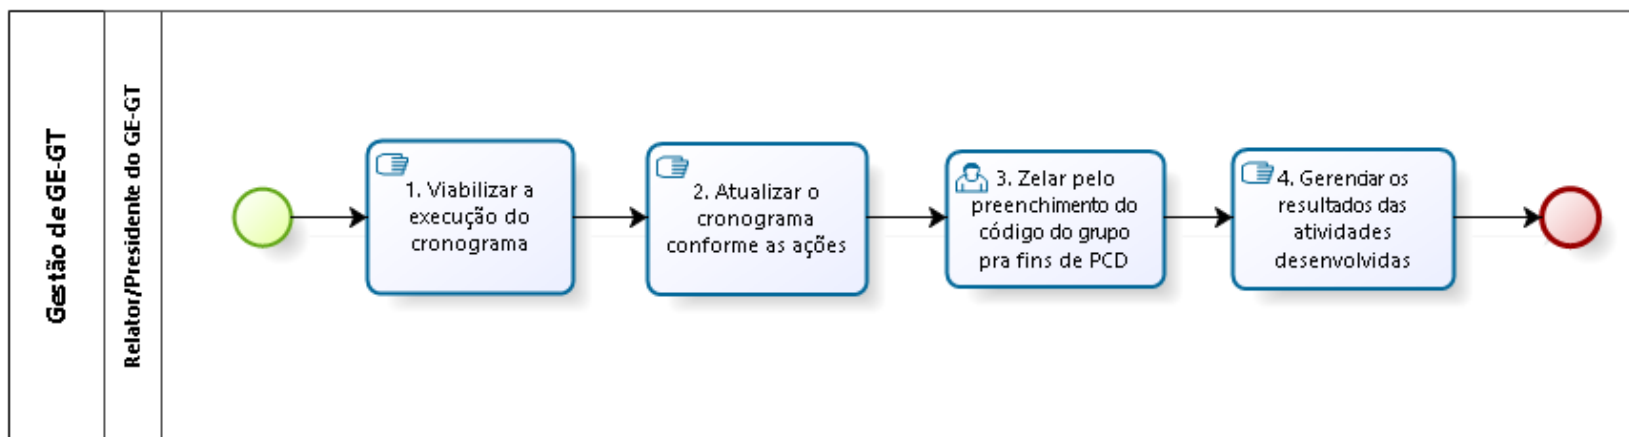 Gestão de GE-GT
Relator/Presidente do GE-GT
1. Viabilizar a
execução do
cronograma
2. Atualizar o
cronograma
conforme as ações
3. Zelar pelo
preenchimento do
código do grupo
pra fins de PCD
4. Gerenciar os
resultados das
atividades
desenvolvidas